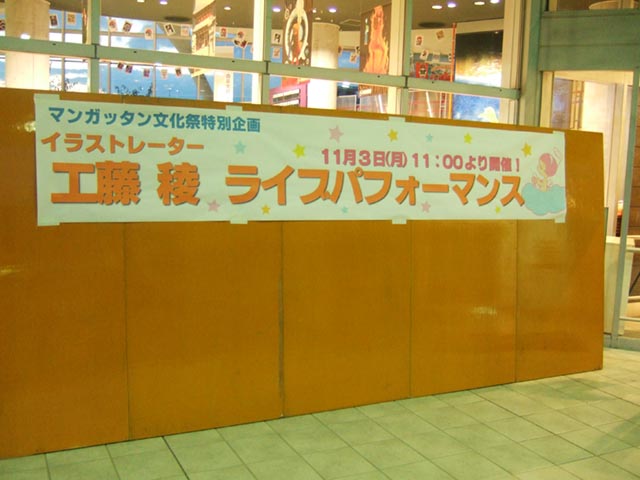 マンガッタン文化祭特別企画
イラストレーター
11月3日(月)11:00より開催!
工藤 稜 ライブパフォーマンス